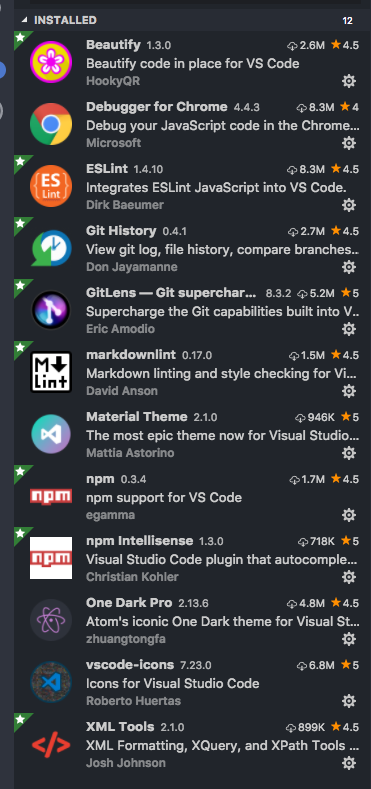 INSTALLED 12
Beautify 1.3.0 2.6M 4.5
Beautify code in place for VS Code
HookyQR
Debugger for Chrome 4.4.3 8.3M 4
Debug your JavaScript code in the Chrome...
Microsoft
ES
Lint
ESLint 1.4.10 8.3M 4.5
Integrates ESLint JavaScript into VS Code.
Dirk Baeumer
Git History 0.4.1 2.7M 4.5
View git log, file history, compare branches...
Don Jayamanne
GitLens — Git superchar... 8.3.2 5.2M 5
Supercharge the Git capabilities built into V...
Eric Amodio
M
Lint
markdownlint 0.17.0 1.5M 4.5
Markdown linting and style checking for Vi...
David Anson
Material Theme 2.1.0 946K 5
The most epic theme now for Visual Studio...
Mattia Astorino
npm
npm 0.3.4 1.7M 4.5
npm support for VS Code
egamma
npm
npm Intellisense 1.3.0 718K 5
Visual Studio Code plugin that autocomple...
Christian Kohler
One Dark Pro 2.13.6 4.8M 4.5
Atom's iconic One Dark theme for Visual St...
zhuangtongfa
vscode-icons 7.23.0 6.8M 5
Icons for Visual Studio Code
Roberto Huertas
</>
XML Tools 2.1.0 899K 4.5
XML Formatting, XQuery, and XPath Tools ...
Josh Johnson